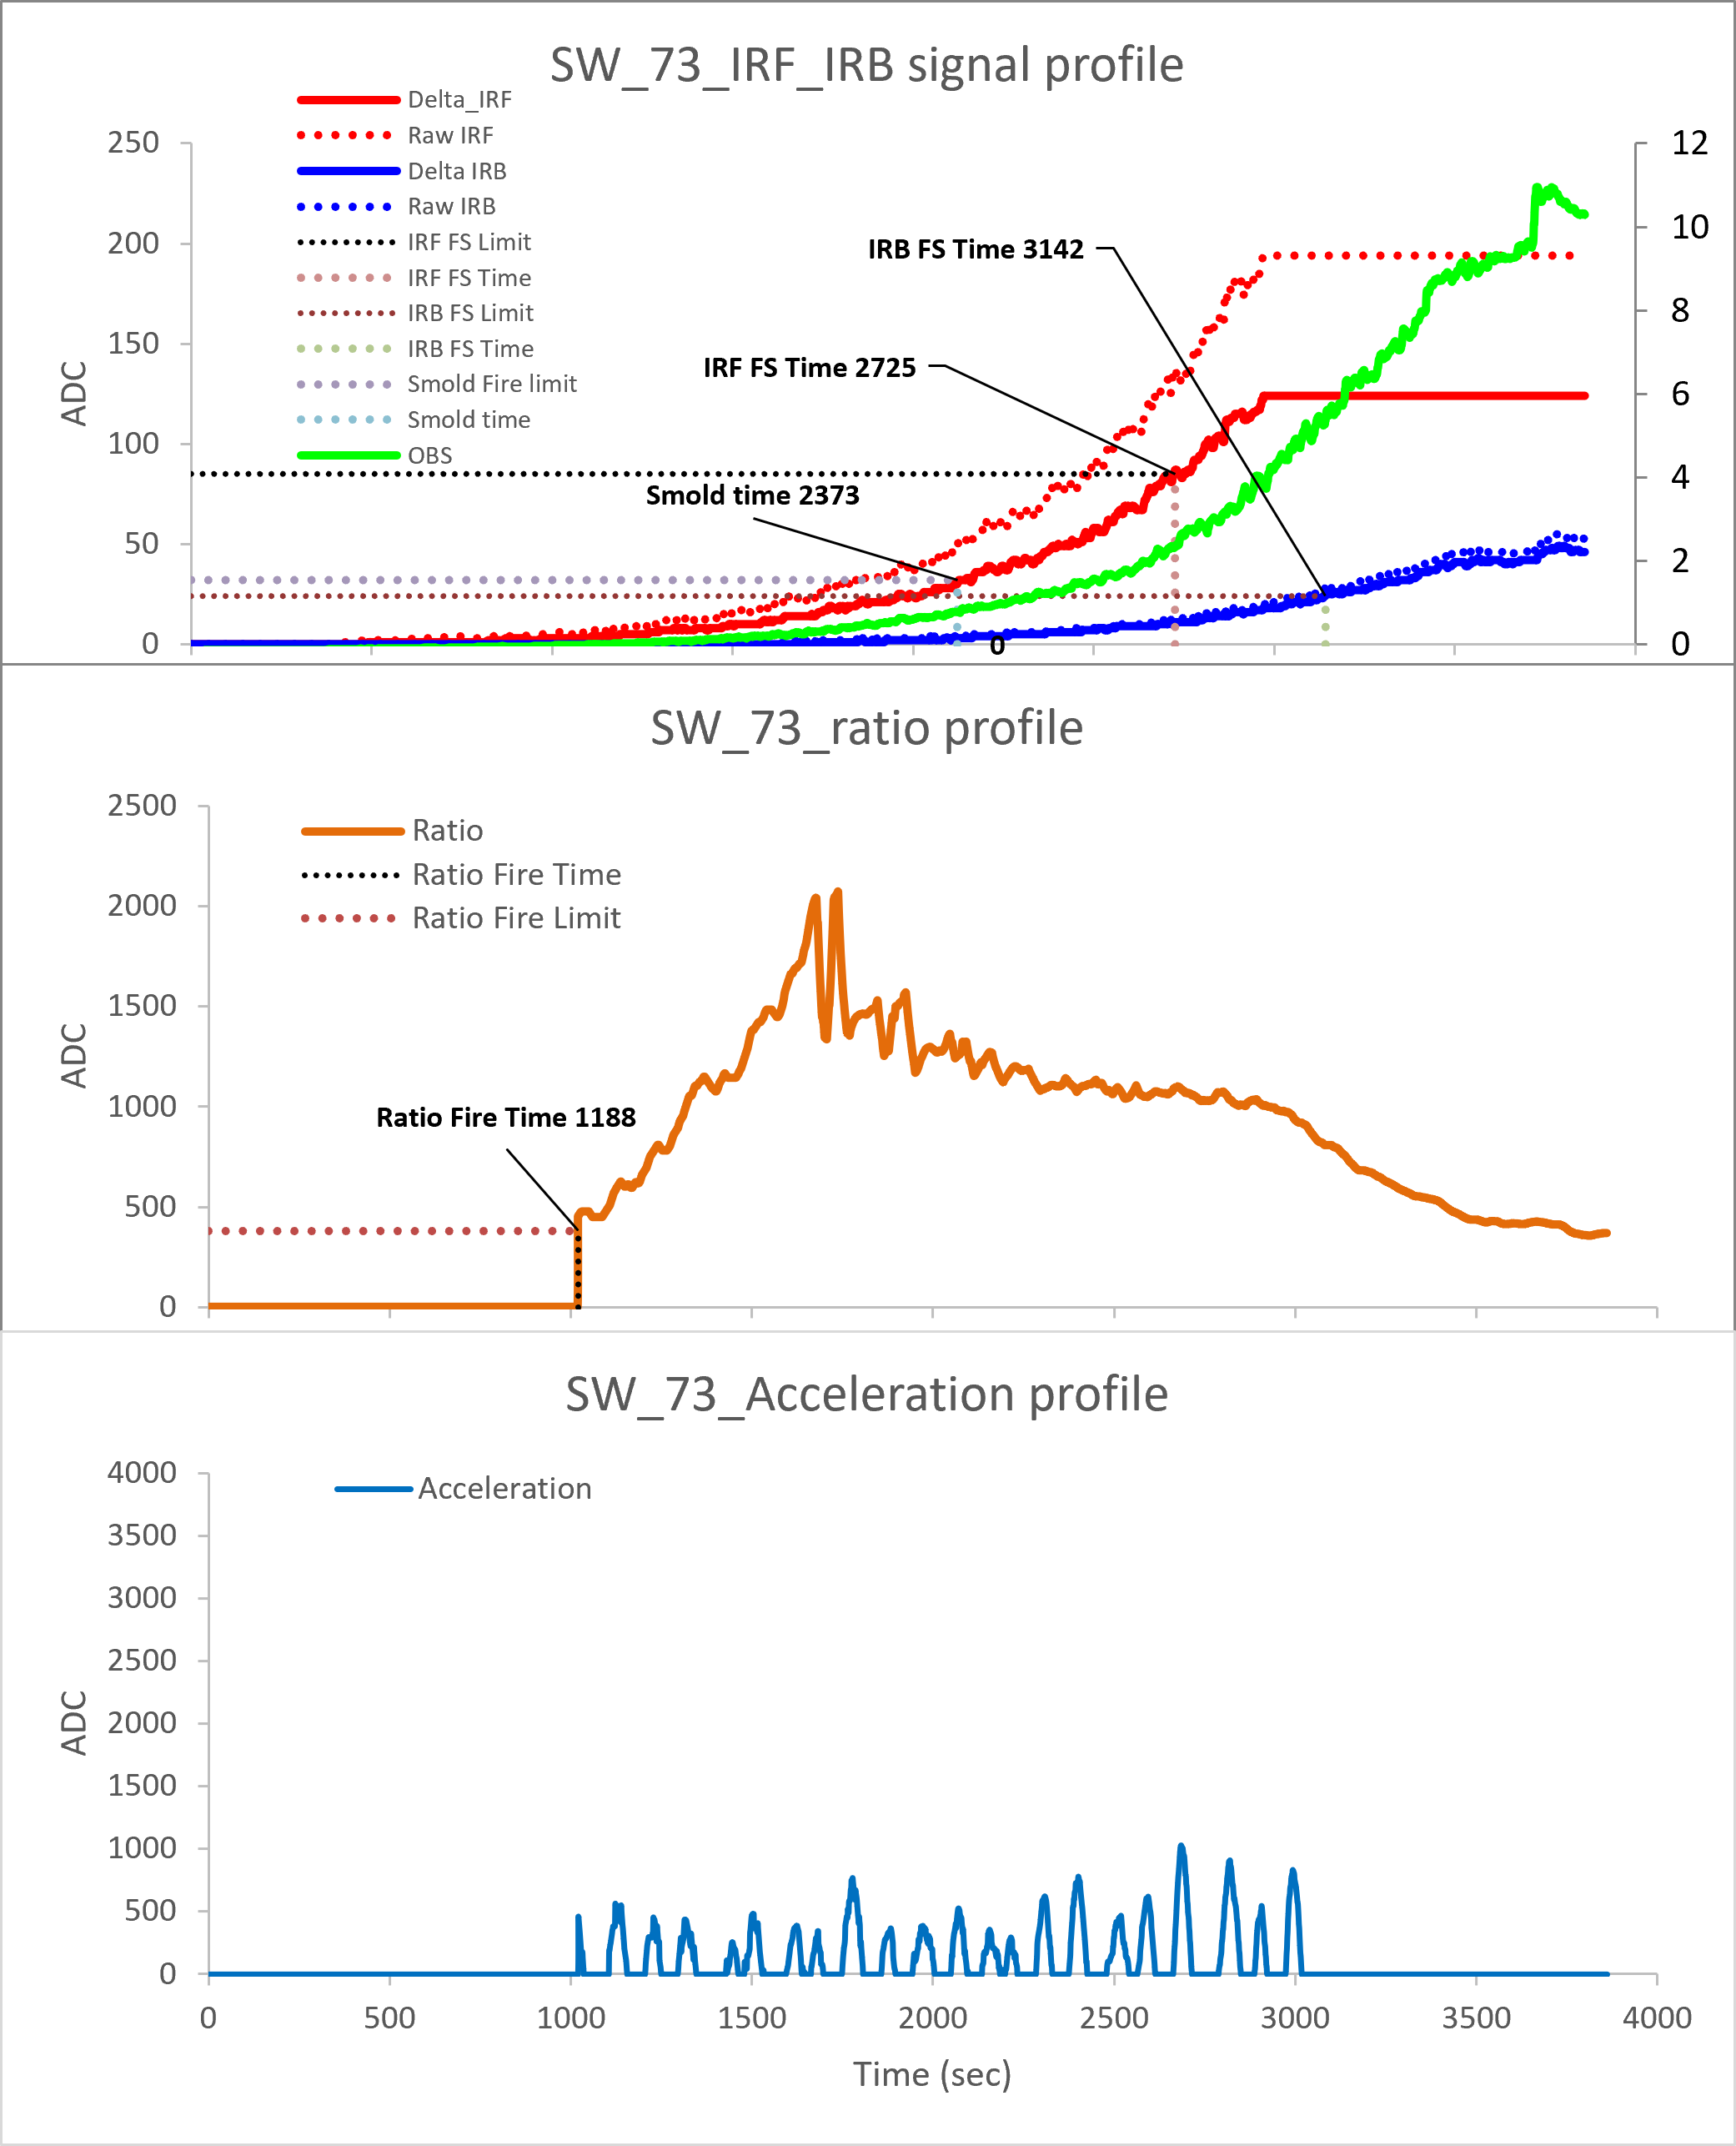 SW_73_IRF_IRB signal profile
Delta_IRF
Raw IRF
Delta IRB
Raw IRB
IRF FS Limit
IRF FS Time
IRB FS Limit
IRB FS Time
Smold Fire limit
Smold time
OBS
250
200
150
100
50
0
ADC
12
10
8
6
4
2
0
IRB FS Time 3142
IRF FS Time 2725
Smold time 2373
0
SW_73_ratio profile
2500
2000
1500
1000
500
0
ADC
Ratio
Ratio Fire Time
Ratio Fire Limit
Ratio Fire Time 1188
SW_73_Acceleration profile
4000
3500
3000
2500
2000
1500
1000
500
0
ADC
Acceleration
0 500 1000 1500 2000 2500 3000 3500 4000
Time (sec)